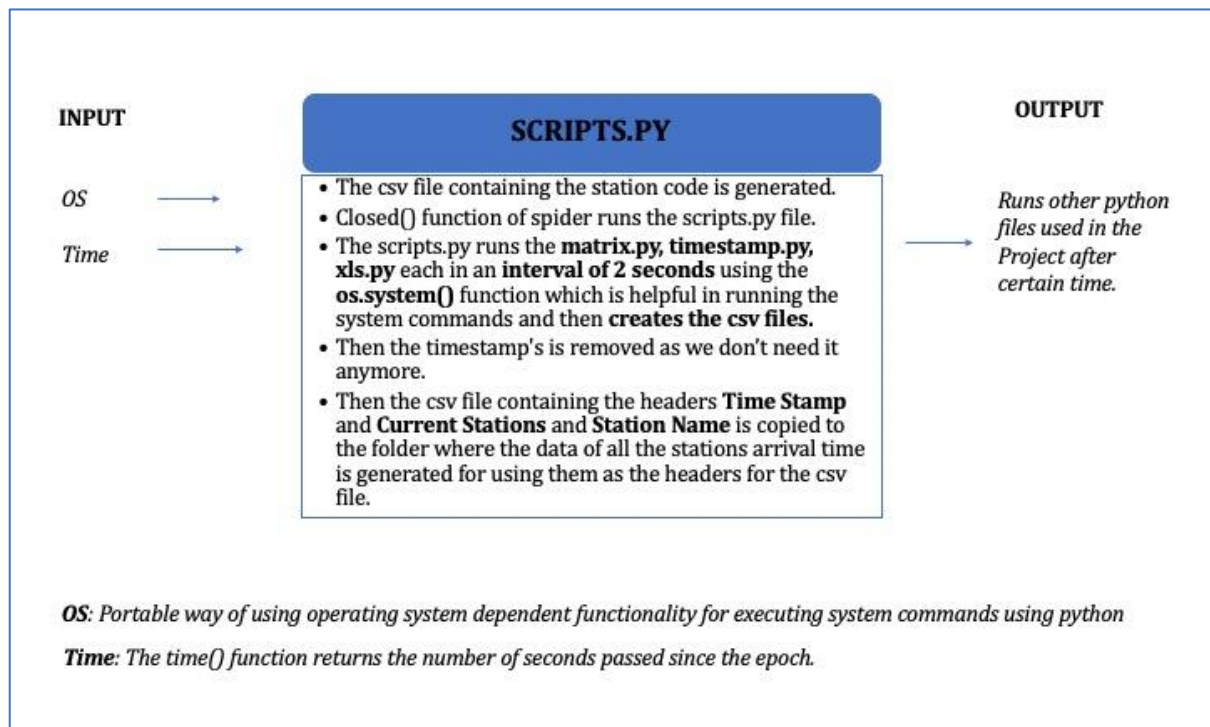 INPUT
OS
Time
SCRIPTS.PY
• The csv file containing the station code is generated.
• Closed() function of spider runs the scripts.py file.
• The scripts.py runs the matrix.py, timestamp.py,
xls.py each in an interval of 2 seconds using the
os.system() function which is helpful in running the
system commands and then creates the csv files.
• Then the timestamp's is removed as we don't need it
anymore.
• Then the csv file containing the headers Time Stamp
and Current Stations and Station Name is copied to
the folder where the data of all the stations arrival time
is generated for using them as the headers for the csv
file.
OUTPUT
Runs other python
files used in the
Project after
certain time.
OS: Portable way of using operating system dependent functionality for executing system commands using python
Time: The time() function returns the number of seconds passed since the epoch.